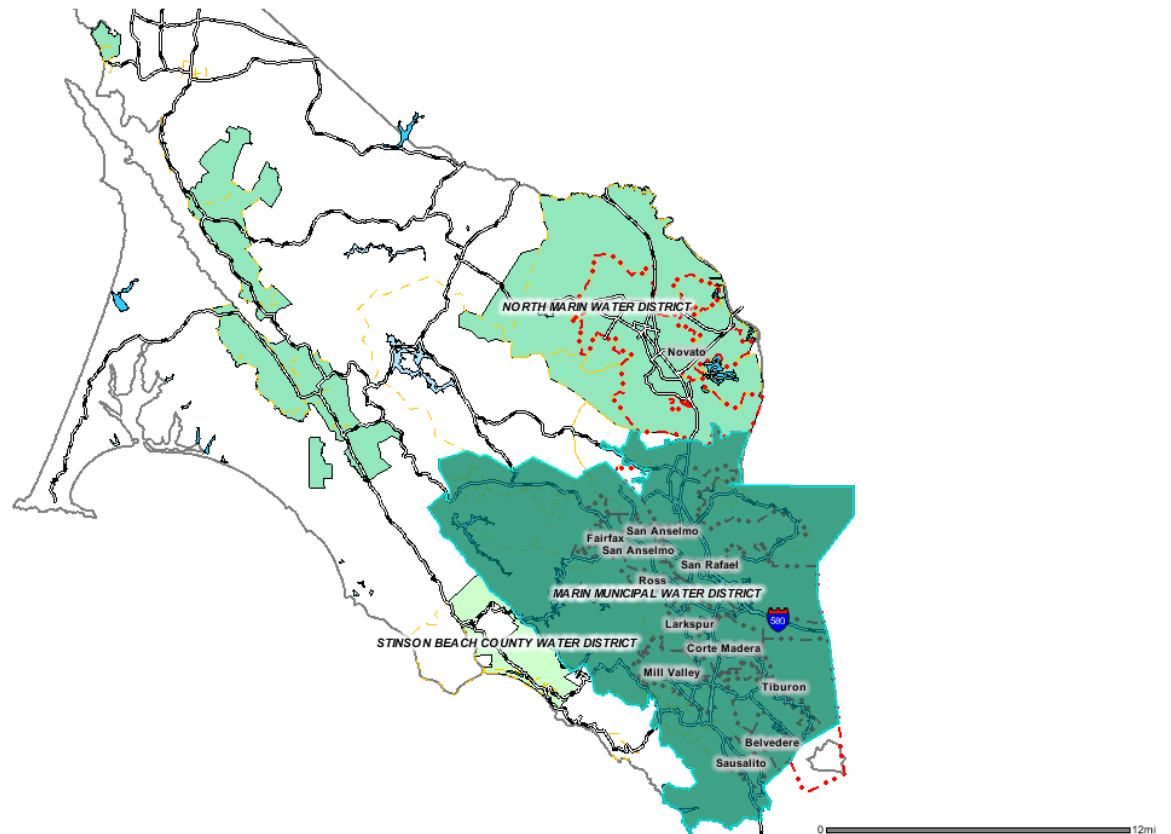 +1
NORTH MARIN WATER DISTRICT
Novato
San Anselmo
Fairfax
San Anselmo
San Rafael
Ross
MARIN MUNICIPAL WATER DISTRICT
580
Larkspur
STINSON BEACH COUNTY WATER DISTRICT
Corte Madera
Mill Valley
Tiburon
Belvedere
Sausalito
0 12mi